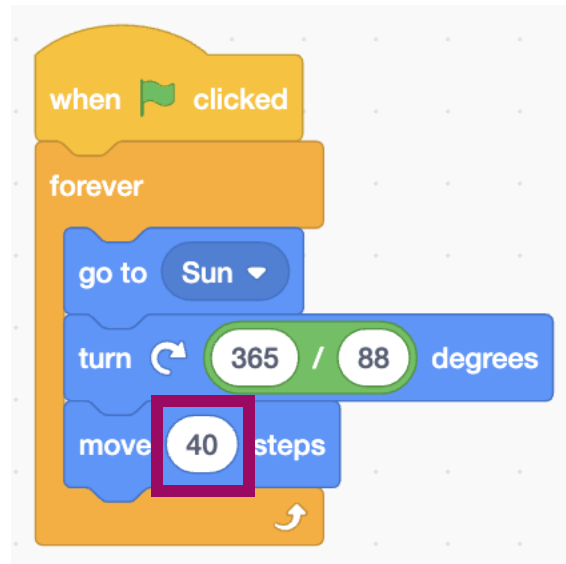 when clicked
forever
go to Sun
turn 365 / 88 degrees
move 40 steps